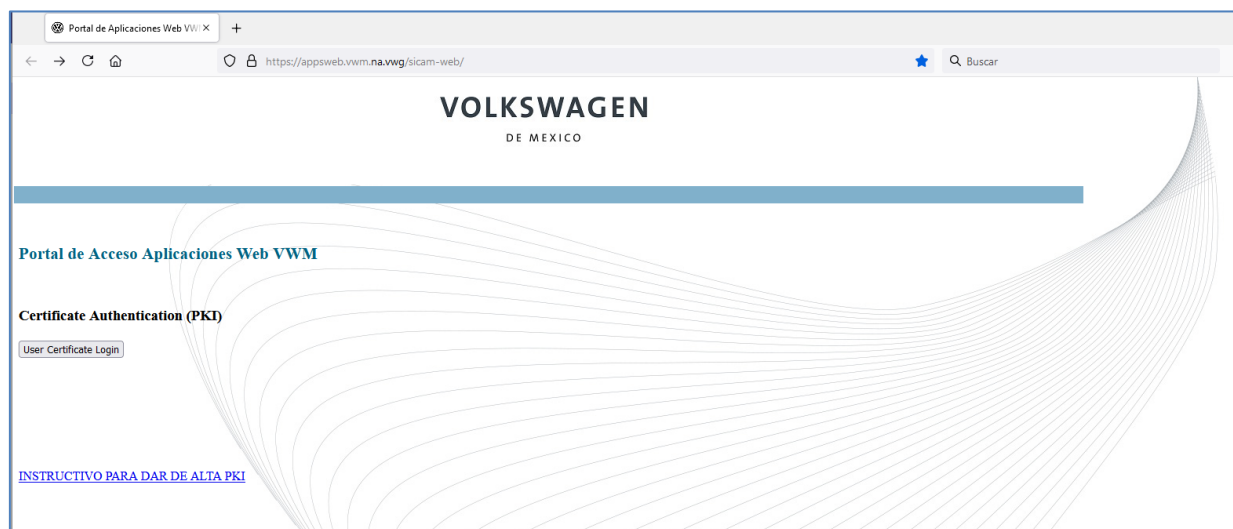 Portal de Aplicaciones Web VW
https://appsweb.vwm.na.vwg/sicam-web/
Buscar
VOLKSWAGEN
DE MEXICO
Portal de Acceso Aplicaciones Web VWM
Certificate Authentication (PKI)
User Certificate Login
INSTRUCTIVO PARA DAR DE ALTA PKI